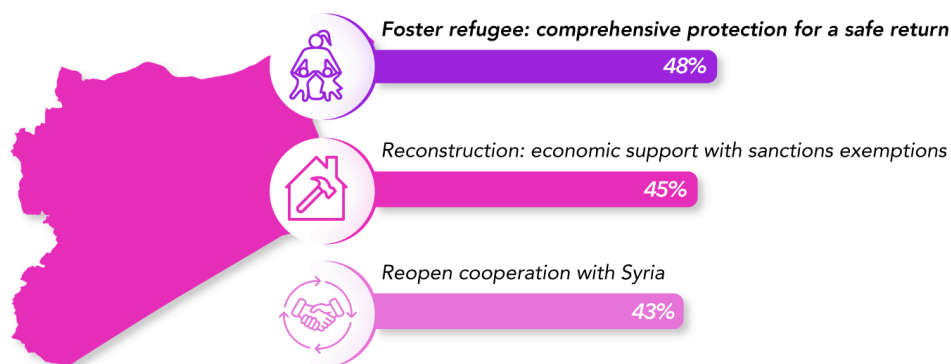 Foster refugee: comprehensive protection for a safe return
48%
Reconstruction: economic support with sanctions exemptions
45%
Reopen cooperation with Syria
43%